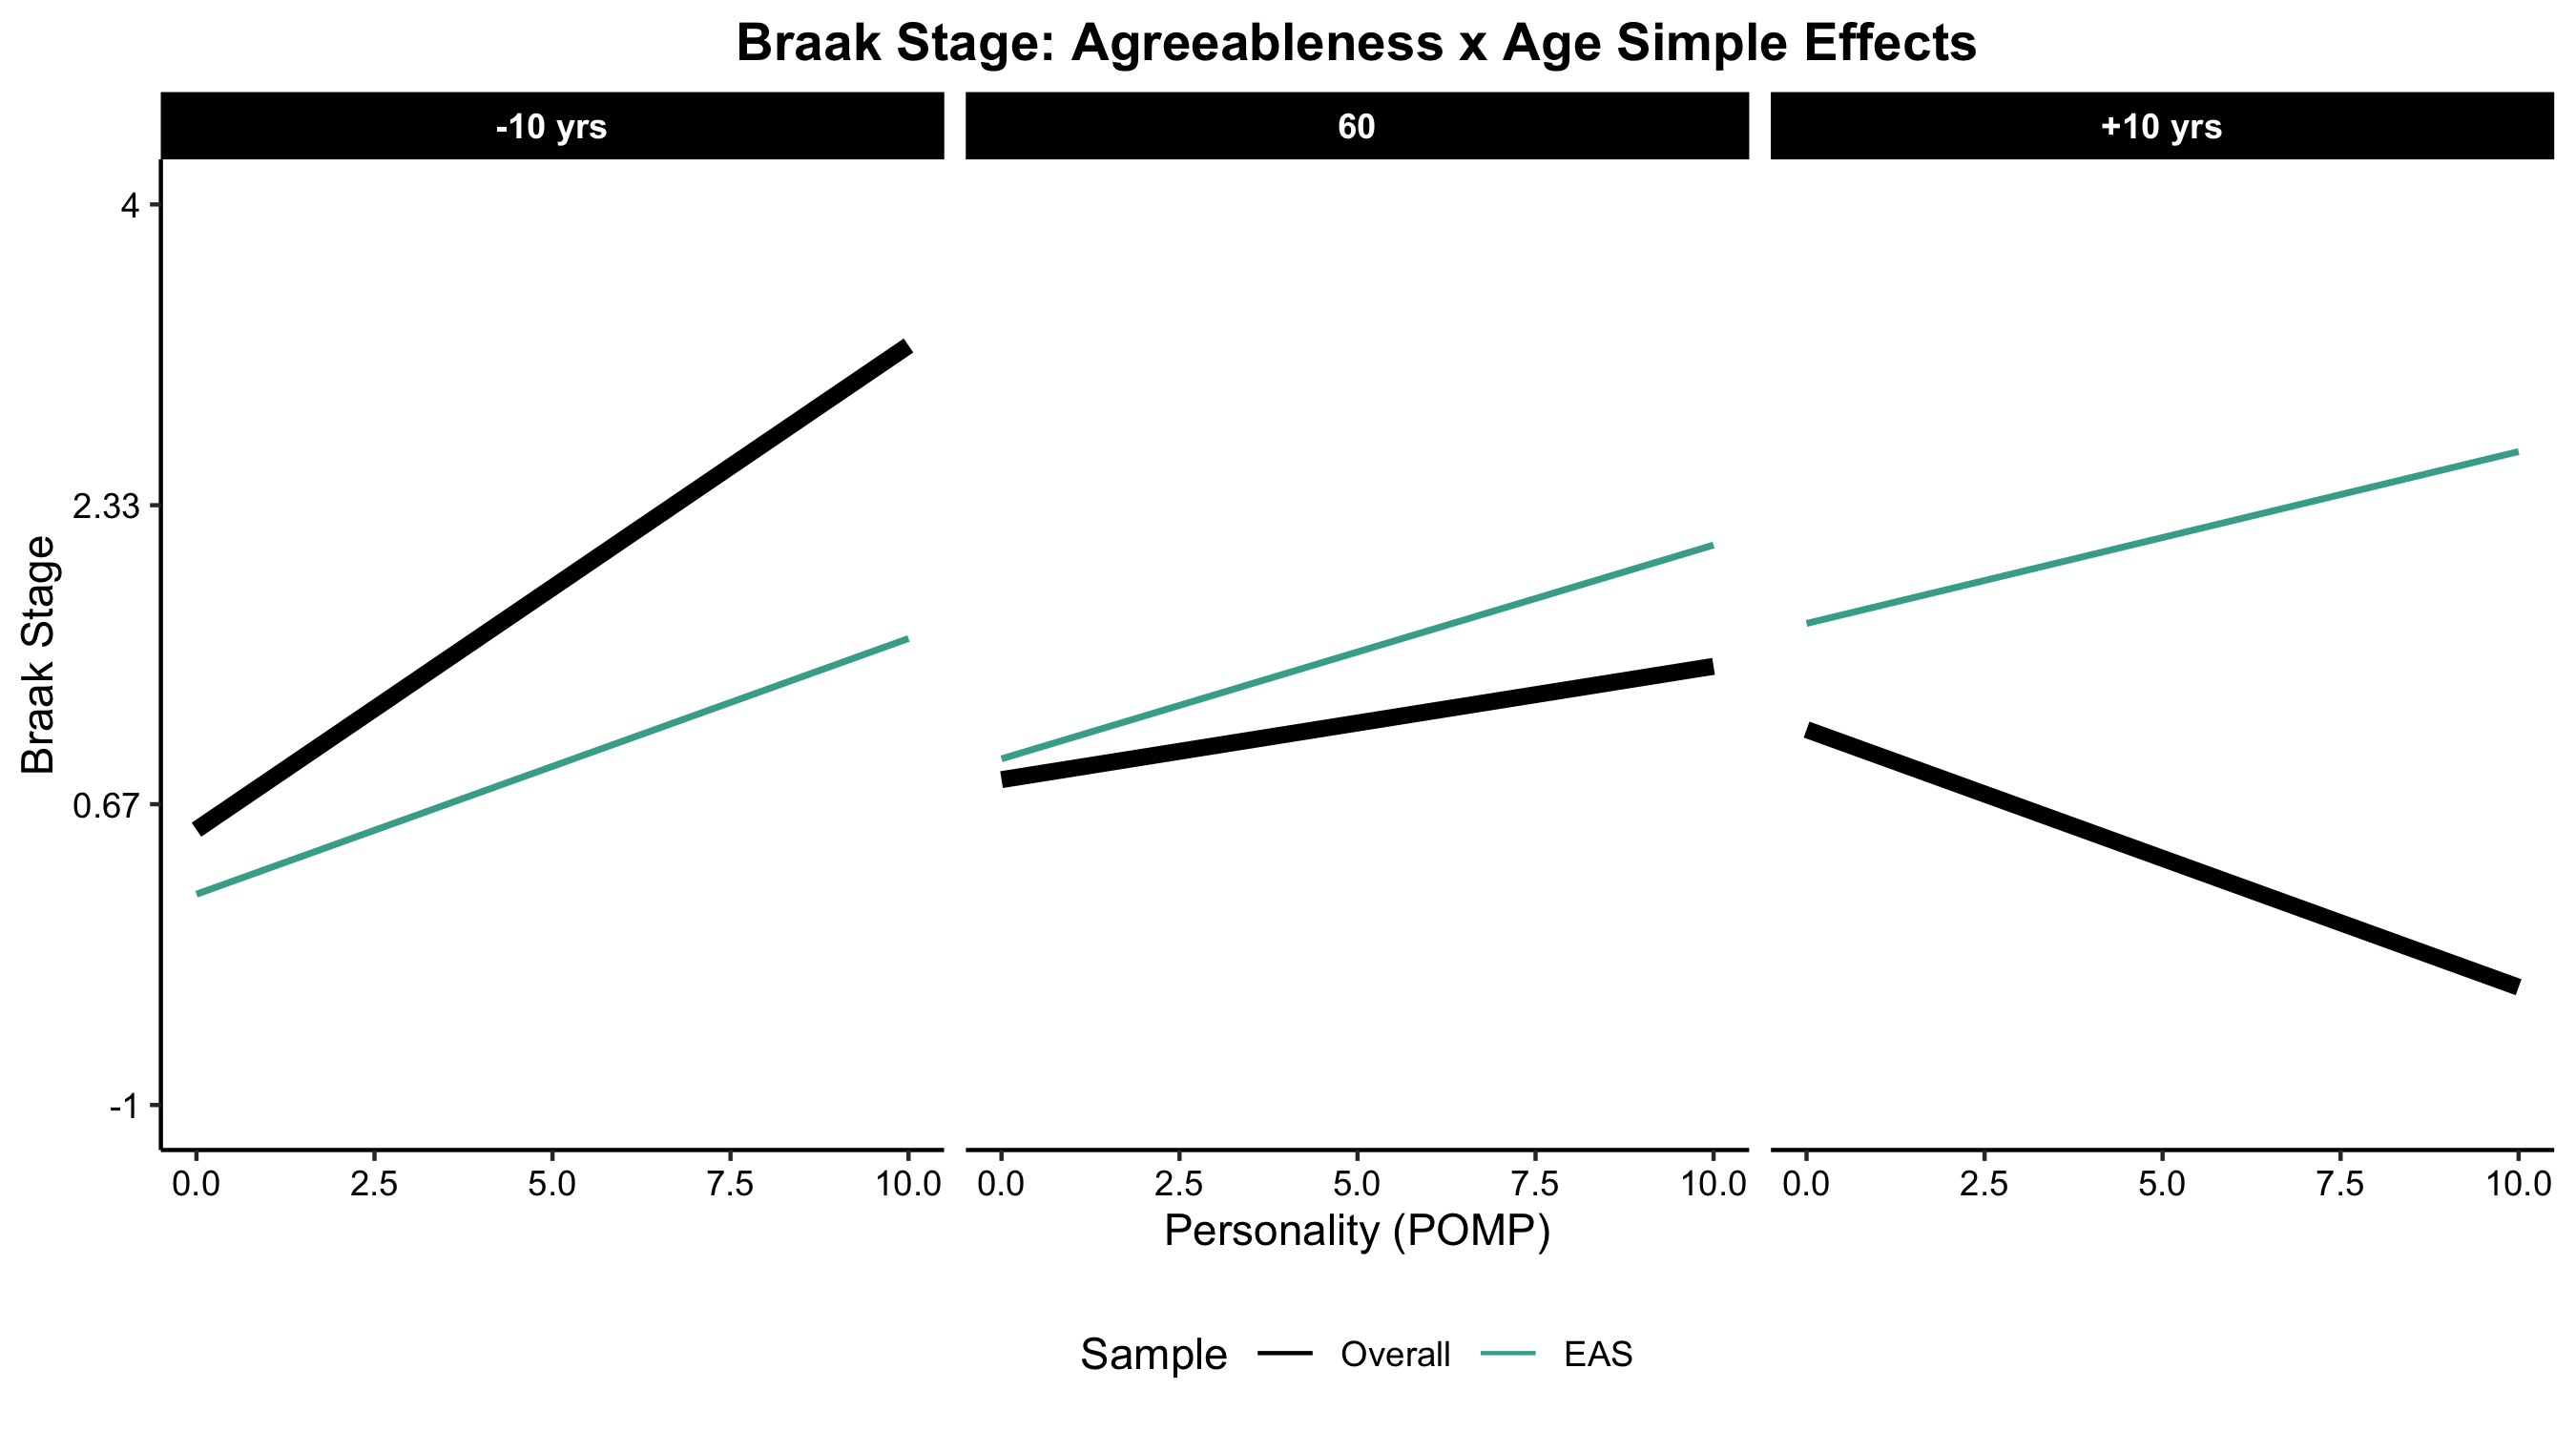 Braak Stage: Agreeableness x Age Simple Effects
-10 yrs 60 +10 yrs
4
2.33
0.67
-1
Braak Stage
0.0 2.5 5.0 7.5 10.0 0.0 2.5 5.0 7.5 10.0 0.0 2.5 5.0 7.5 10.0
Personality (POMP)
Sample Overall EAS